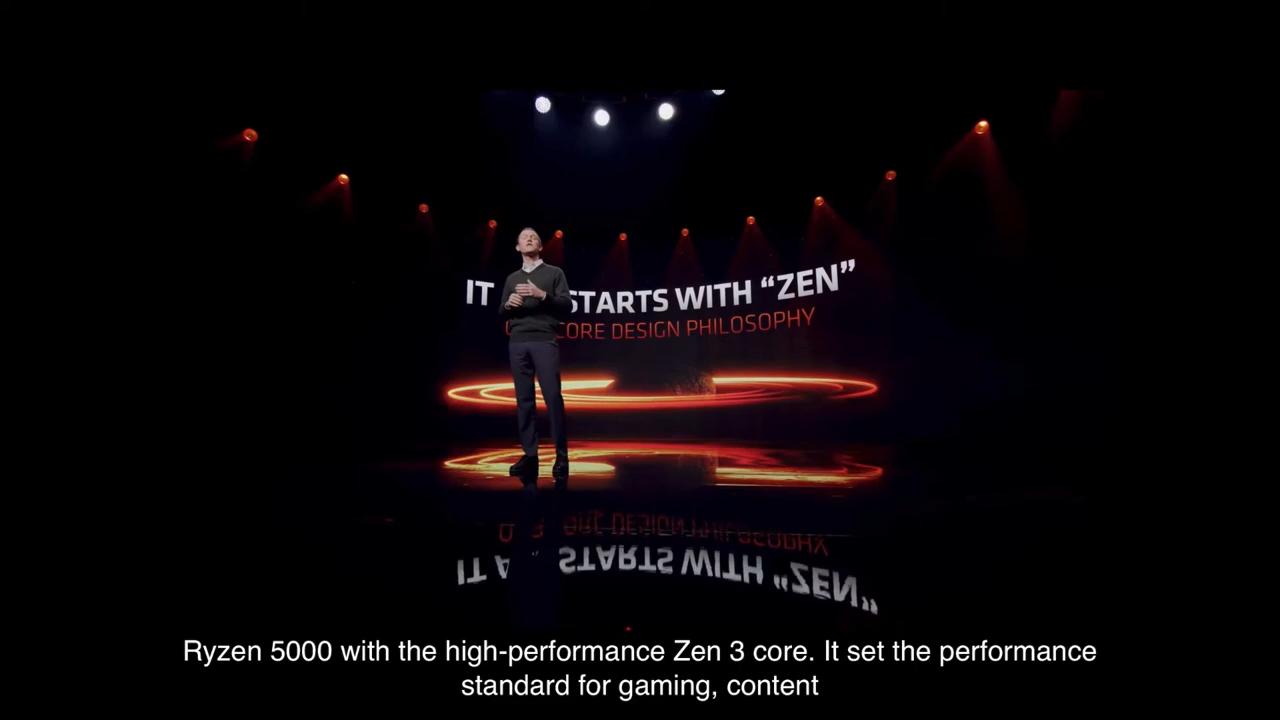 IT STARTS WITH “ZEN”
CORE DESIGN PHILOSOPHY
Ryzen 5000 with the high-performance Zen 3 core. It set the performance
standard for gaming, content